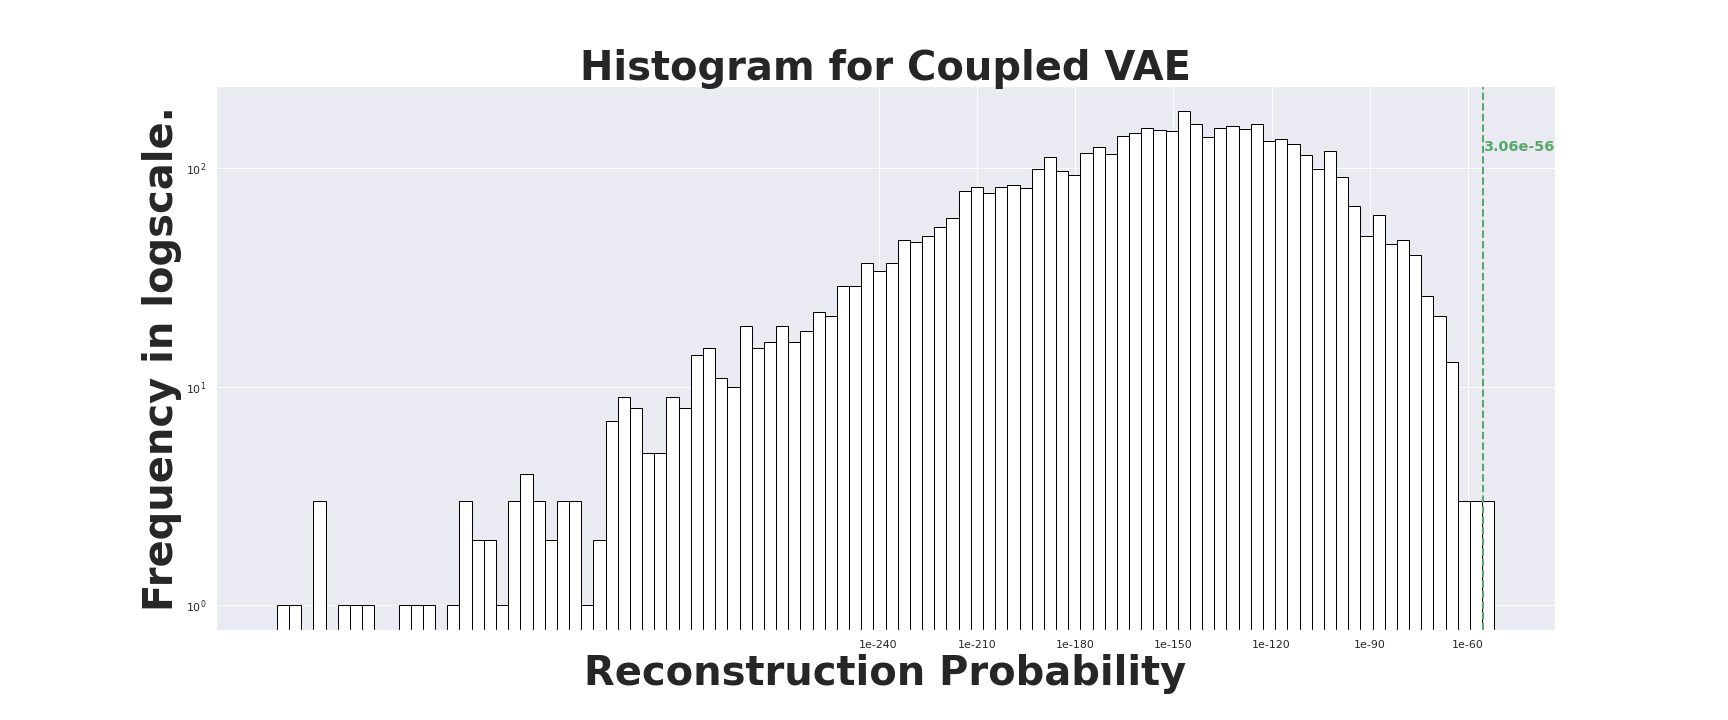 Histogram for Coupled VAE
Frequency in logscale.
10²
10¹
10⁰
3.06e-56
1e-240 1e-210 1e-180 1e-150 1e-120 1e-90 1e-60
Reconstruction Probability